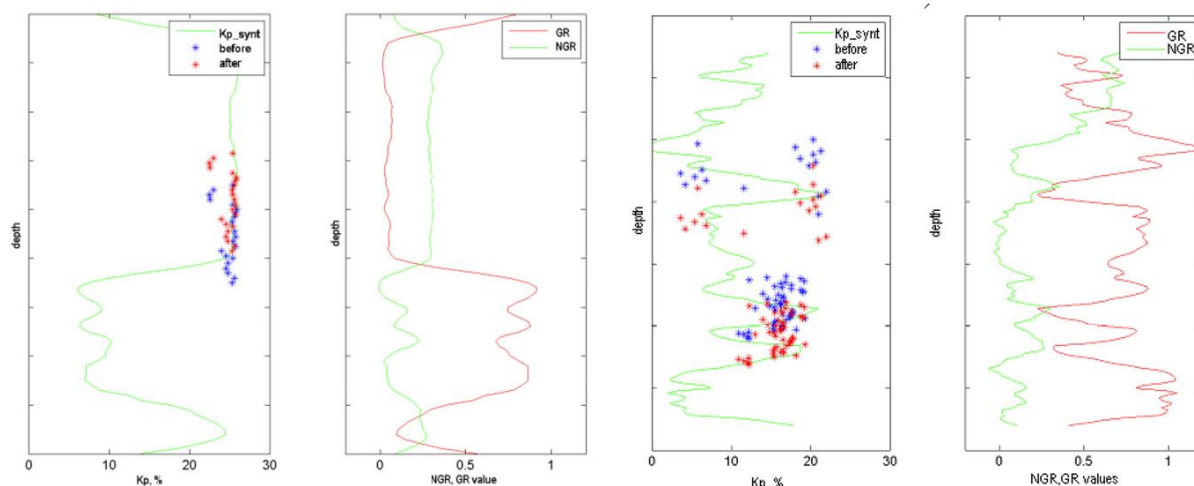 Kp_synt
before
after
depth
0
10
20
30
Kp, %
GR
NGR
depth
0
0.5
1
NGR, GR value
Kp_synt
before
after
depth
0
10
20
30
Kp, %
GR
NGR
depth
0
0.5
1
NGR,GR values